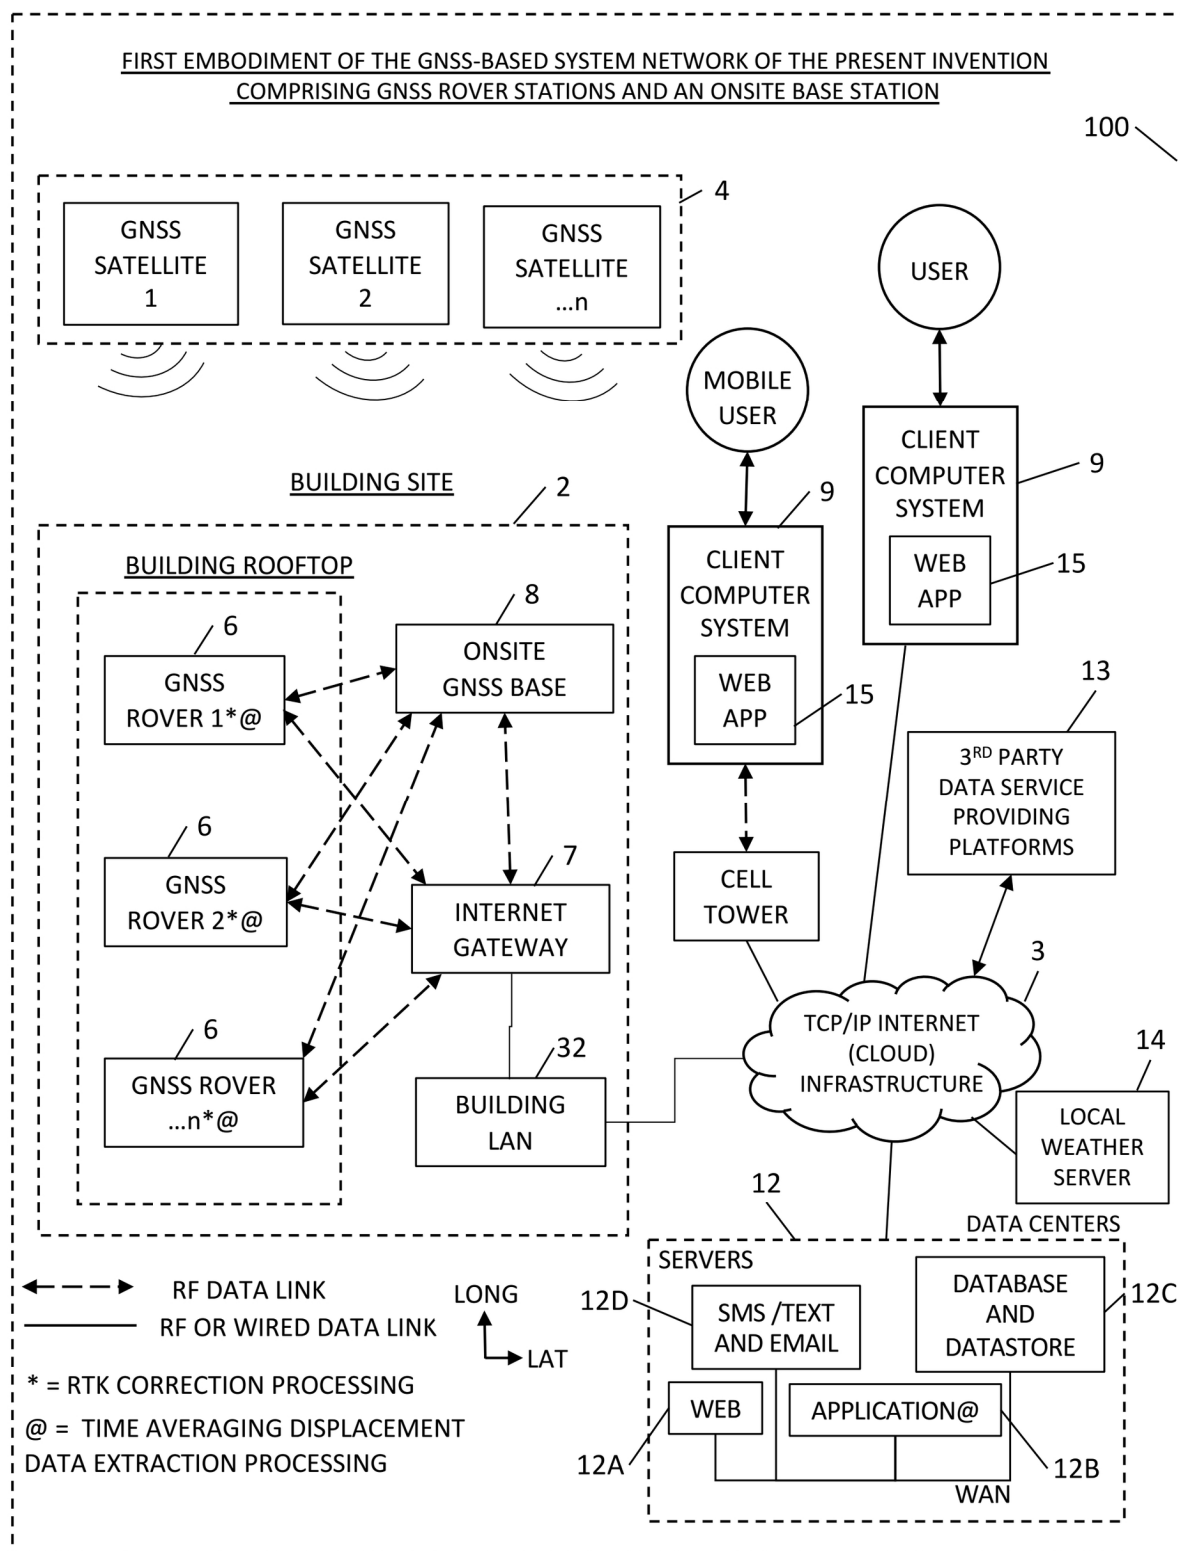 FIRST EMBODIMENT OF THE GNSS-BASED SYSTEM NETWORK OF THE PRESENT INVENTION
COMPRISING GNSS ROVER STATIONS AND AN ONSITE BASE STATION
100
4
GNSS
SATELLITE
1
GNSS
SATELLITE
2
GNSS
SATELLITE
...n
USER
MOBILE
USER
CLIENT
COMPUTER
SYSTEM
9
WEB
APP
15
CLIENT
COMPUTER
SYSTEM
9
WEB
APP
15
BUILDING SITE
2
BUILDING ROOFTOP
6
GNSS
ROVER 1*@
8
ONSITE
GNSS BASE
6
GNSS
ROVER 2*@
7
INTERNET
GATEWAY
6
GNSS ROVER
...n*@
32
BUILDING
LAN
CELL
TOWER
13
3RD PARTY
DATA SERVICE
PROVIDING
PLATFORMS
3
TCP/IP INTERNET
(CLOUD)
INFRASTRUCTURE
14
LOCAL
WEATHER
SERVER
12
DATA CENTERS
SERVERS
12D
SMS /TEXT
AND EMAIL
DATABASE
AND
DATASTORE
12C
WEB
12A
APPLICATION@
12B
WAN
RF DATA LINK
RF OR WIRED DATA LINK
LONG
LAT
* = RTK CORRECTION PROCESSING
@ = TIME AVERAGING DISPLACEMENT
DATA EXTRACTION PROCESSING